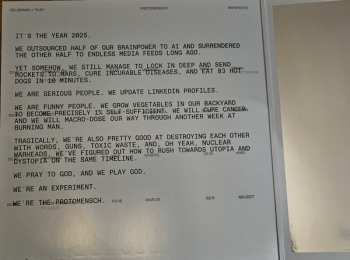 PROTOMENSCH
IT'S THE YEAR 2025.
WE OUTSOURCED HALF OF OUR BRAINPOWER TO AI AND SURRENDERED
THE OTHER HALF TO ENDLESS MEDIA FEEDS LONG AGO.
YET SOMEHOW, WE STILL MANAGE TO LOCK IN DEEP AND SEND
ROCKETS TO MARS, CURE INCURABLE DISEASES, AND EAT 83 HOT
DOGS IN 10 MINUTES.
WE ARE SERIOUS PEOPLE. WE UPDATE LINKEDIN PROFILES.
WE ARE FUNNY PEOPLE. WE GROW VEGETABLES IN OUR BACKYARD
TO BECOME PRECISELY 1% SELF-SUFFICIENT. WE WILL CURE CANCER
AND WE WILL MACRO-DOSE OUR WAY THROUGH ANOTHER WEEK AT
BURNING MAN.
TRAGICALLY, WE'RE ALSO PRETTY GOOD AT DESTROYING EACH OTHER
WITH WORDS, GUNS, TOXIC WASTE, AND, OH YEAH, NUCLEAR
WARHEADS. WE'VE FIGURED OUT HOW TO RUSH TOWARDS UTOPIA AND
DYSTOPIA ON THE SAME TIMELINE.
WE PRAY TO GOD, AND WE PLAY GOD.
WE'RE AN EXPERIMENT.
WE'RE THE PROTOMENSCH.